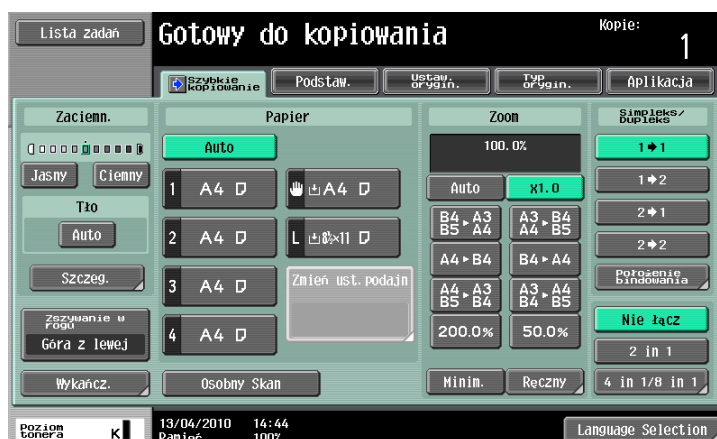 Lista zadań
Gotowy do kopiowania
Kopie:
1
Szybkie
kopiowanie
Podstaw.
Ustaw.
orygin.
Typ
orygin.
Aplikacja
Zaciemn.
Jasny
Ciemny
Tło
Auto
Szczeg.
Zszywanie w
rogu
Góra z lewej
Wykańcz.
Papier
Auto
1 A4
A4
2 A4
L 8½×11
3 A4
Zmień ust.podajn
4 A4
Osobny Skan
Zoom
100.0%
Auto
x1.0
B4▸A3
B5▸A4
A3▸B4
A4▸B5
A4▸B4
B4▸A4
A4▸A3
B5▸B4
A3▸A4
B4▸B5
200.0%
50.0%
Minim.
Ręczny
Simpleks/
Dupleks
1➔1
1➔2
2➔1
2➔2
Położenie
bindowania
Nie łącz
2 in 1
4 in 1/8 in 1
Poziom
tonera
K
13/04/2010 14:44
Pamięć 100%
Language Selection